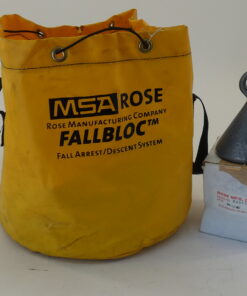 MSA ROSE
ROSE MANUFACTURING COMPANY
FALLBLOC™
FALL ARREST/DESCENT SYSTEM